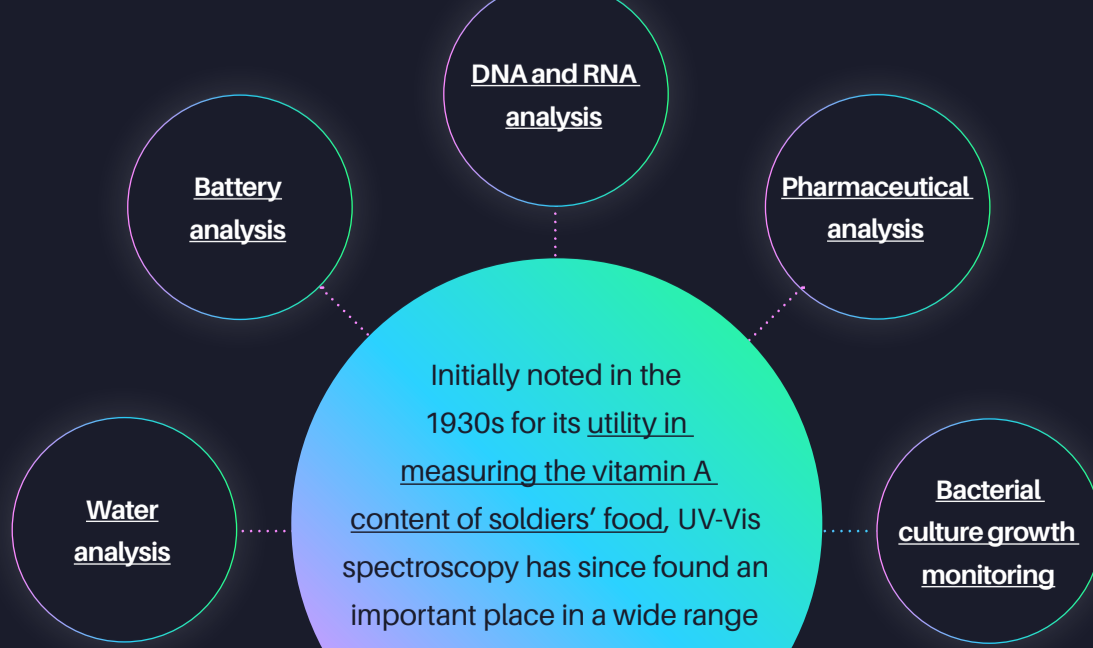 DNA and RNA
analysis
Battery
analysis
Pharmaceutical
analysis
Initially noted in the
1930s for its utility in
measuring the vitamin A
content of soldiers’ food, UV-Vis
spectroscopy has since found an
important place in a wide range
Water
analysis
Bacterial
culture growth
monitoring